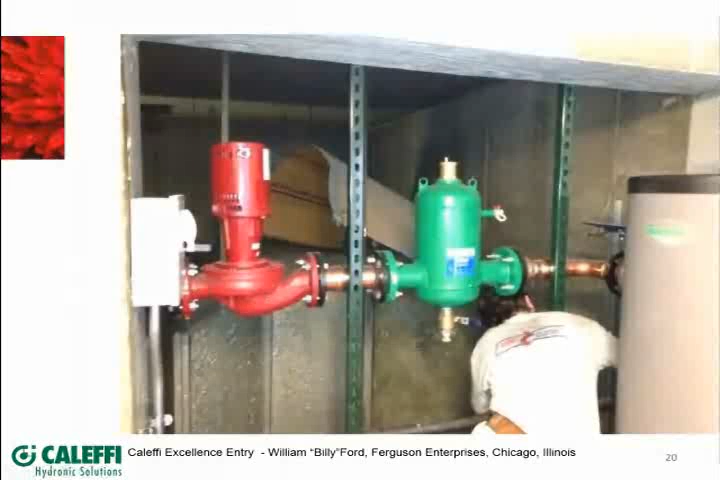 CALEFFI
Hydronic Solutions
Caleffi Excellence Entry - William “Billy”Ford, Ferguson Enterprises, Chicago, Illinois
20